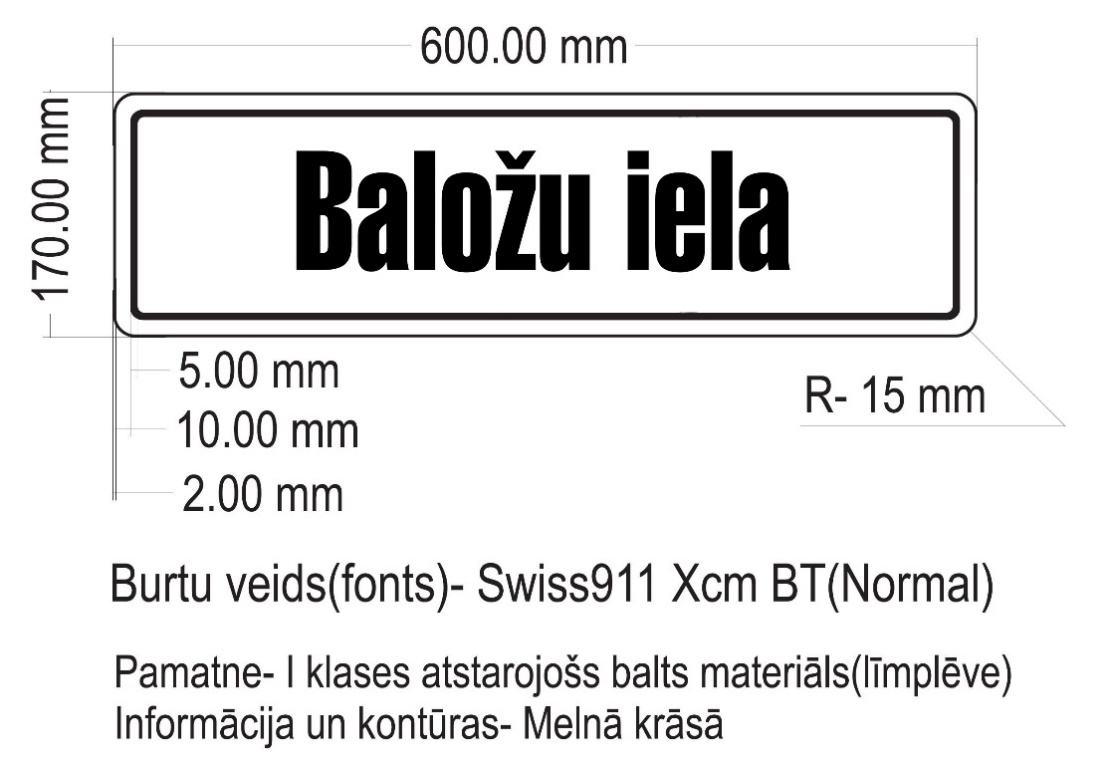 600.00 mm
170.00 mm
Baložu iela
5.00 mm
R- 15 mm
10.00 mm
2.00 mm
Burtu veids(fonts)- Swiss911 Xcm BT(Normal)
Pamatne- I klases atstarojošs balts materiāls(līmplēve)
Informācija un kontūras- Melnā krāsā